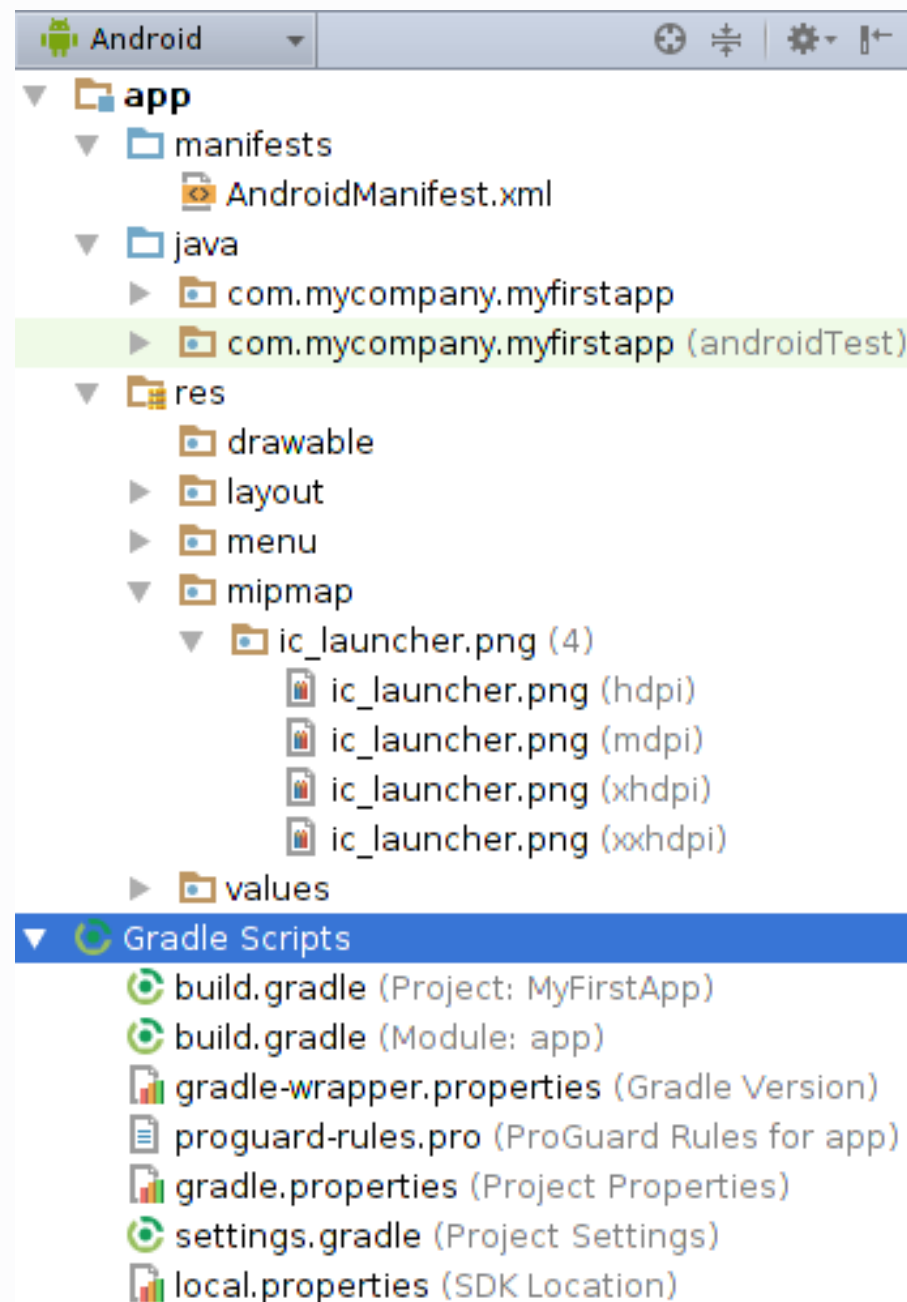 Android
app
manifests
AndroidManifest.xml
java
com.mycompany.myfirstapp
com.mycompany.myfirstapp (androidTest)
res
drawable
layout
menu
mipmap
ic_launcher.png (4)
ic_launcher.png (hdpi)
ic_launcher.png (mdpi)
ic_launcher.png (xhdpi)
ic_launcher.png (xxhdpi)
values
Gradle Scripts
build.gradle (Project: MyFirstApp)
build.gradle (Module: app)
gradle-wrapper.properties (Gradle Version)
proguard-rules.pro (ProGuard Rules for app)
gradle.properties (Project Properties)
settings.gradle (Project Settings)
local.properties (SDK Location)